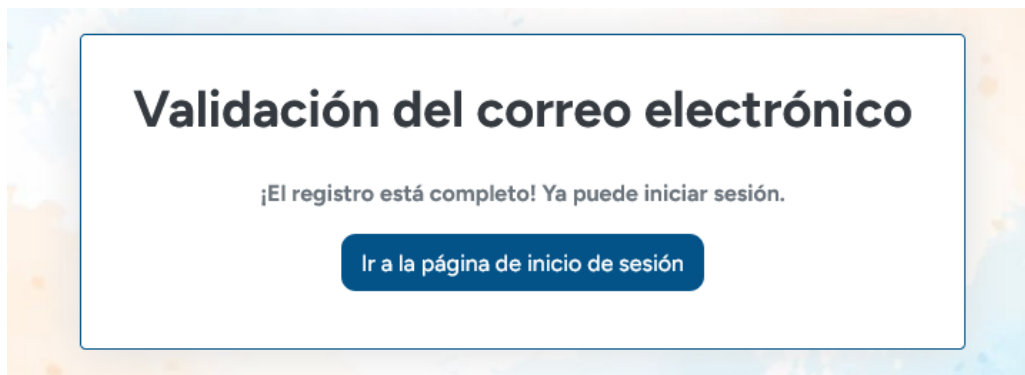 Validación del correo electrónico
¡El registro está completo! Ya puede iniciar sesión.
Ir a la página de inicio de sesión